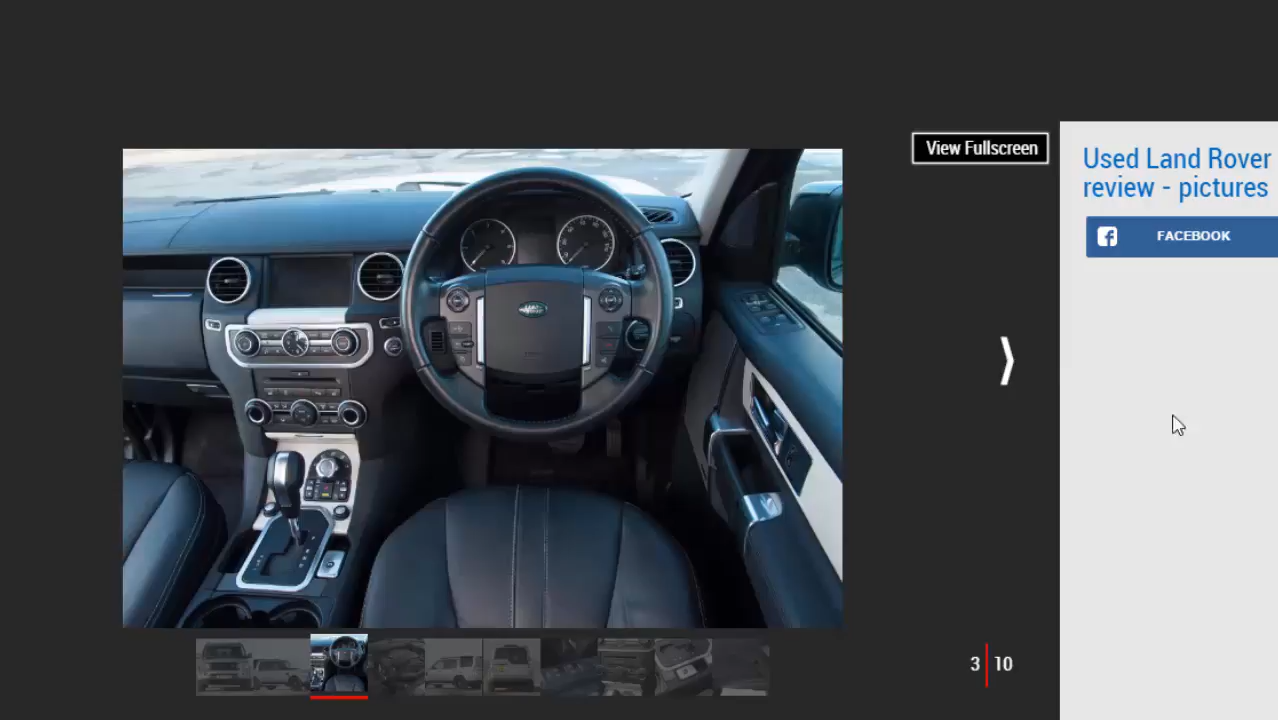 View Fullscreen
Used Land Rover
review - pictures
FACEBOOK
3 10